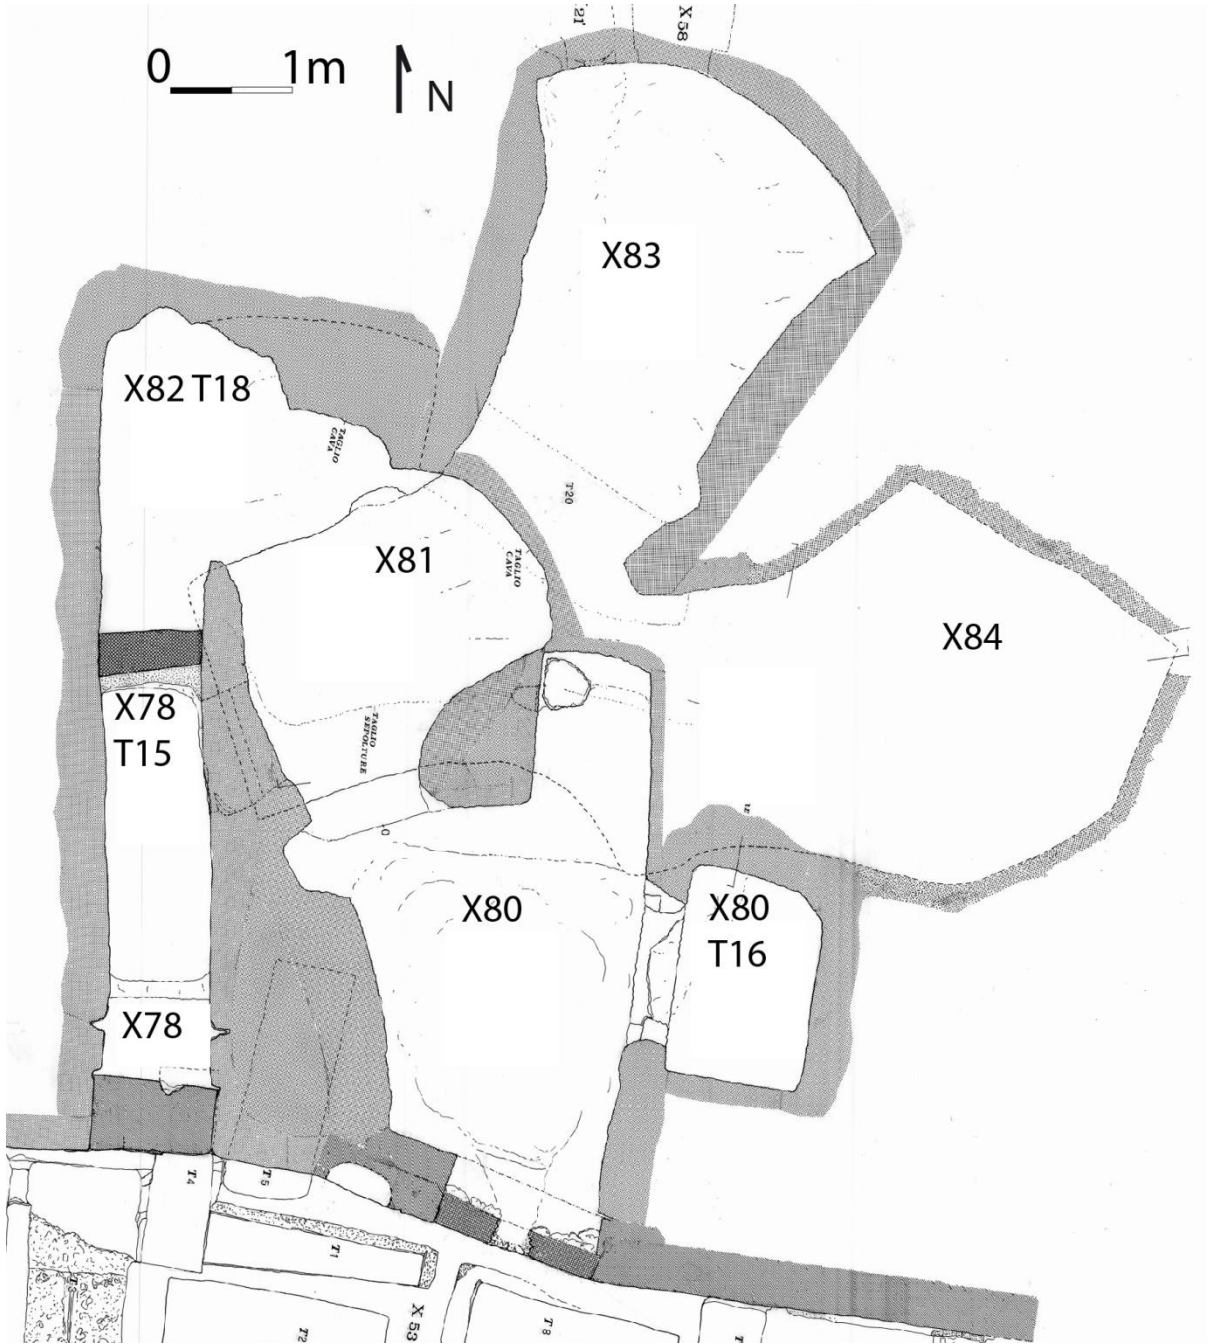 21'
X 58
0 1m
N
X83
X82 T18
TAGLIO
CAVA
T20
X81
TAGLIO
CAVA
X84
X78
T15
TAGLIO
SEPOLTURE
X80
X80
T16
X78
T4
T5
T1
X 53
T2
T8